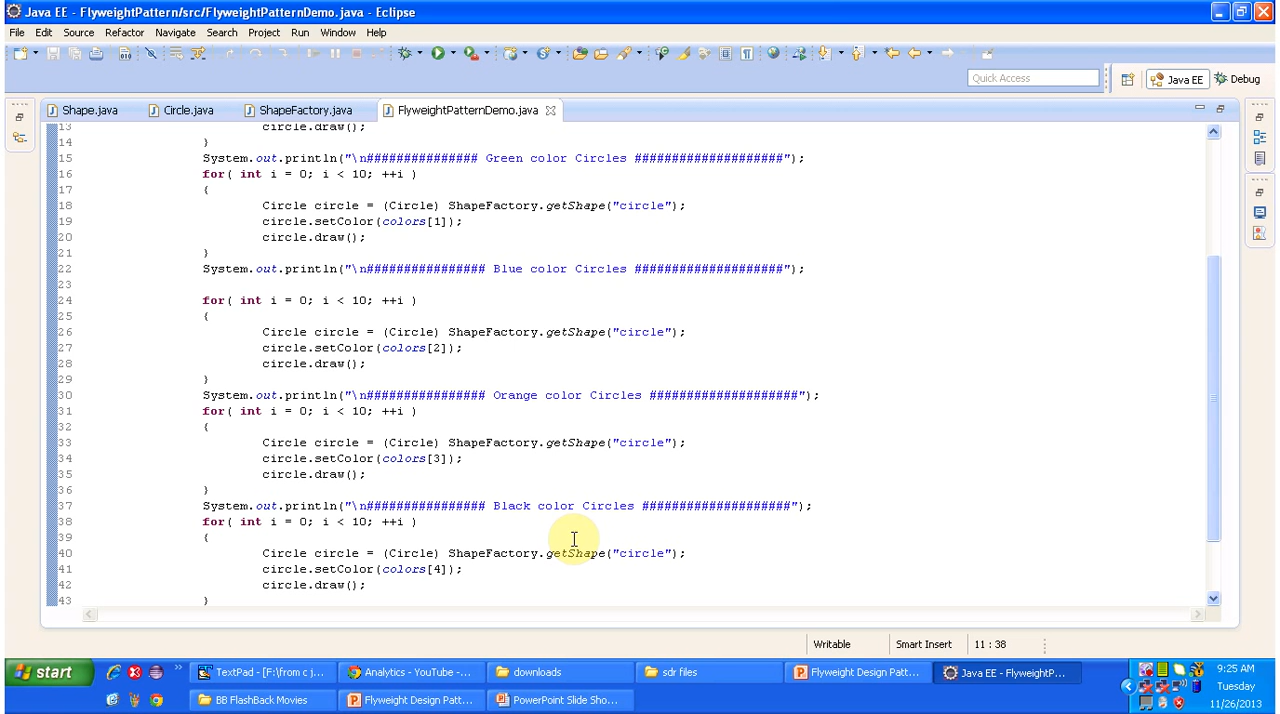 Java EE - FlyweightPattern/src/FlyweightPatternDemo.java - Eclipse
File Edit Source Refactor Navigate Search Project Run Window Help
Quick Access Java EE Debug
Shape.java Circle.java ShapeFactory.java FlyweightPatternDemo.java
13 circle.draw();
14 }
15 System.out.println("\n############### Green color Circles ####################");
16 for( int i = 0; i < 10; ++i )
17 {
18 Circle circle = (Circle) ShapeFactory.getShape("circle");
19 circle.setColor(colors[1]);
20 circle.draw();
21 }
22 System.out.println("\n################ Blue color Circles ####################");
23
24 for( int i = 0; i < 10; ++i )
25 {
26 Circle circle = (Circle) ShapeFactory.getShape("circle");
27 circle.setColor(colors[2]);
28 circle.draw();
29 }
30 System.out.println("\n################ Orange color Circles ####################");
31 for( int i = 0; i < 10; ++i )
32 {
33 Circle circle = (Circle) ShapeFactory.getShape("circle");
34 circle.setColor(colors[3]);
35 circle.draw();
36 }
37 System.out.println("\n################ Black color Circles ####################");
38 for( int i = 0; i < 10; ++i )
39 {
40 Circle circle = (Circle) ShapeFactory.getShape("circle");
41 circle.setColor(colors[4]);
42 circle.draw();
43 }
Writable Smart Insert 11 : 38
start TextPad - [F:\from c j... Analytics - YouTube -... downloads sdr files Flyweight Design Patt... Java EE - FlyweightP... 9:25 AM
Tuesday
BB FlashBack Movies Flyweight Design Patt... PowerPoint Slide Sho... 11/26/2013